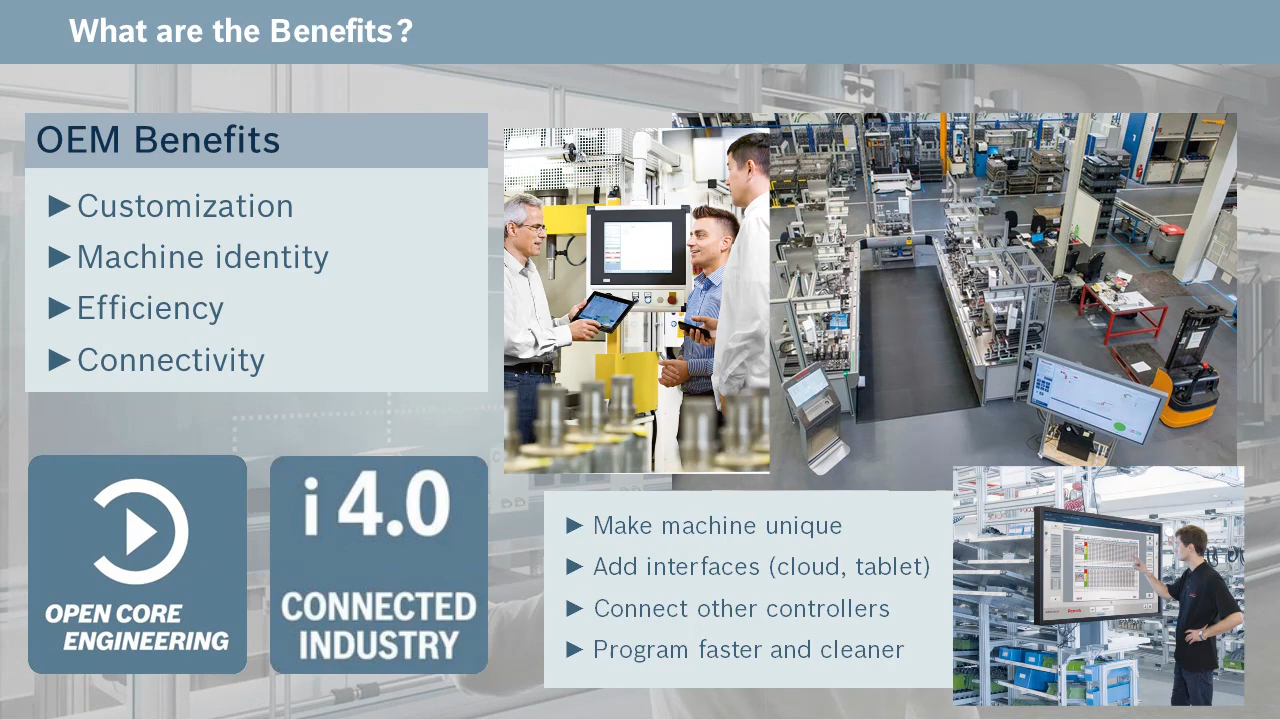 What are the Benefits?
OEM Benefits
►Customization
►Machine identity
►Efficiency
►Connectivity
OPEN CORE
ENGINEERING
i 4.0
CONNECTED
INDUSTRY
► Make machine unique
► Add interfaces (cloud, tablet)
► Connect other controllers
► Program faster and cleaner